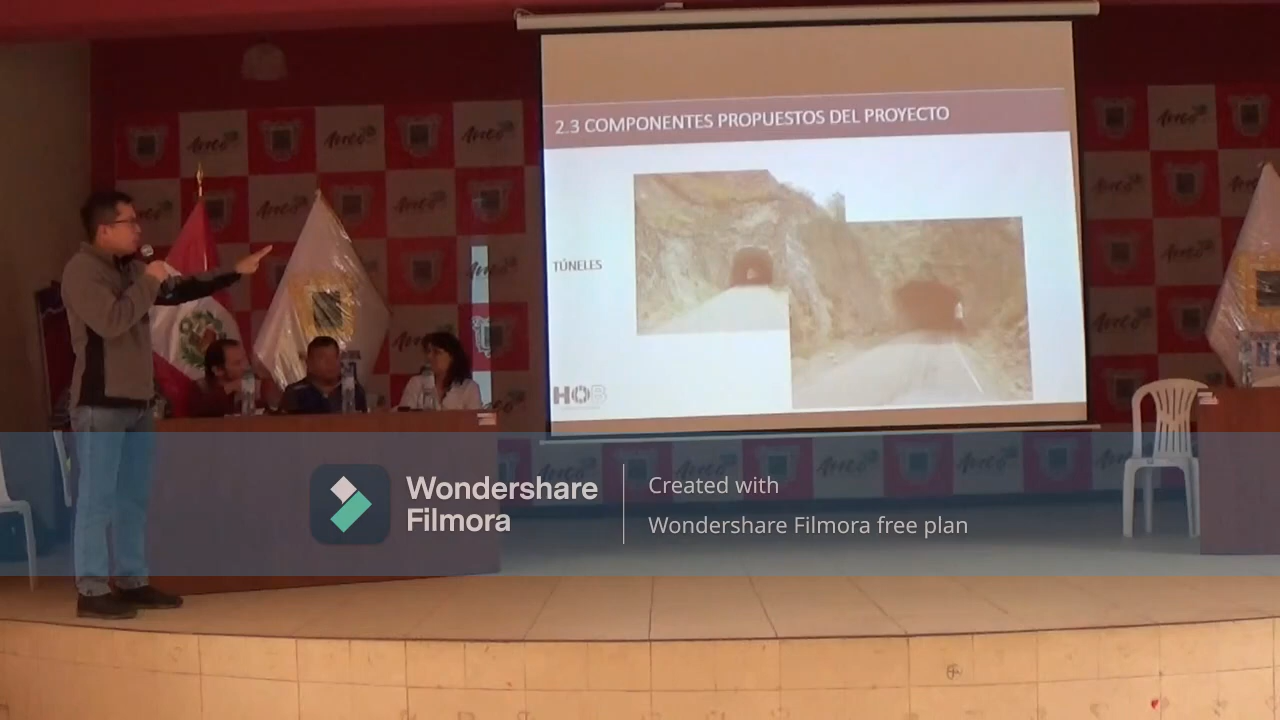 2.3 COMPONENTES PROPUESTOS DEL PROYECTO
TÚNELES
HOB
Wondershare
Filmora
Created with
Wondershare Filmora free plan